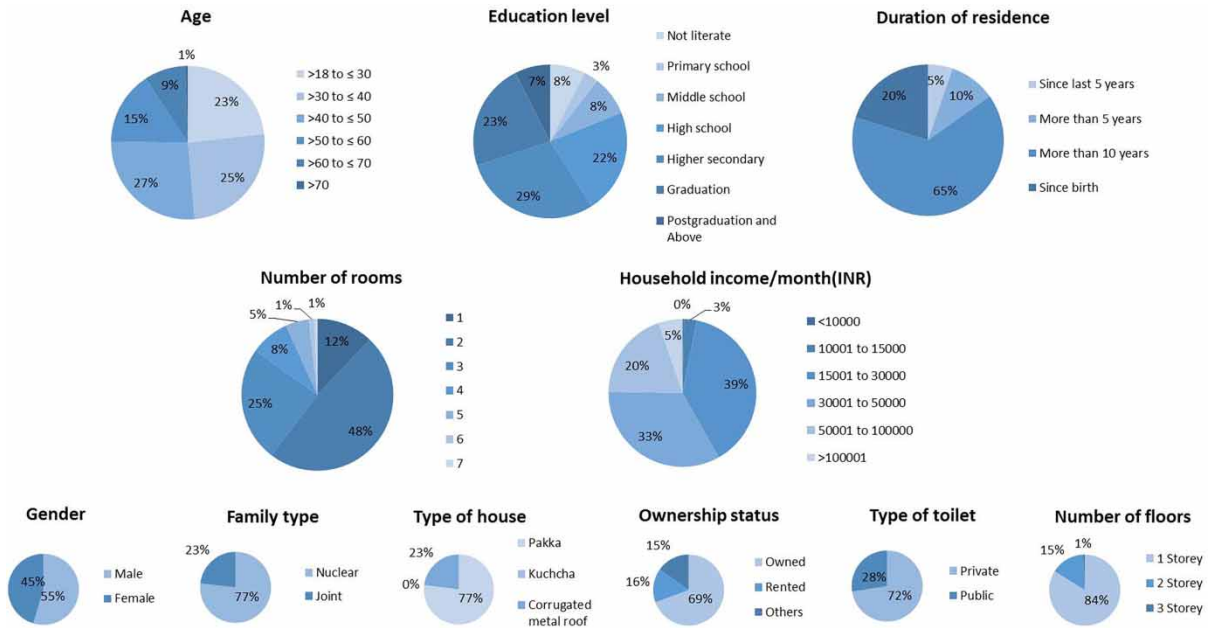 Age
1%
9%
23%
15%
27%
25%
>18 to ≤ 30
>30 to ≤ 40
>40 to ≤ 50
>50 to ≤ 60
>60 to ≤ 70
>70
Education level
7%
8%
3%
8%
23%
22%
29%
Not literate
Primary school
Middle school
High school
Higher secondary
Graduation
Postgraduation and
Above
Duration of residence
5%
20%
10%
65%
Since last 5 years
More than 5 years
More than 10 years
Since birth
Number of rooms
1%
1%
5%
12%
8%
25%
48%
1
2
3
4
5
6
7
Household income/month(INR)
0%
3%
5%
20%
39%
33%
<10000
10001 to 15000
15001 to 30000
30001 to 50000
50001 to 100000
>100001
Gender
45%
55%
Male
Female
Family type
23%
77%
Nuclear
Joint
Type of house
23%
0%
77%
Pakka
Kuchcha
Corrugated
metal roof
Ownership status
15%
16%
69%
Owned
Rented
Others
Type of toilet
28%
72%
Private
Public
Number of floors
1%
15%
84%
1 Storey
2 Storey
3 Storey